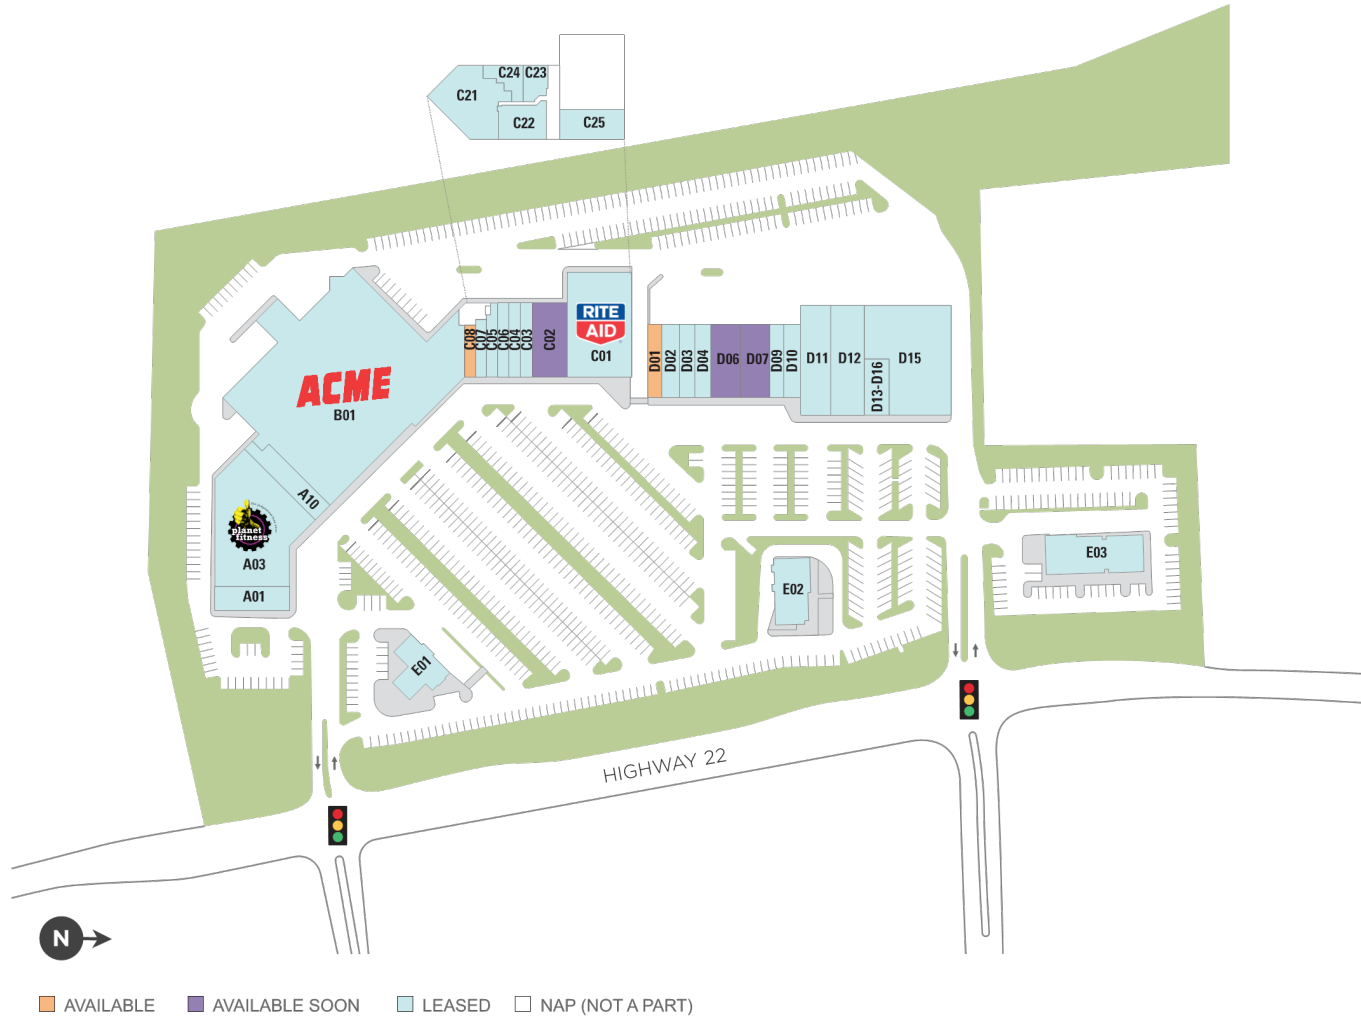 C24 C23
C21
C22
C25
RITE
AID
C01
C08
C07
C05
C06
C04
C03
C02
D01
D02
D03
D04
D06
D07
D09
D10
D11
D12
D13-D16
D15
ACME
B01
A10
planet
fitness
A03
A01
E01
E02
E03
HIGHWAY 22
N
AVAILABLE
AVAILABLE SOON
LEASED
NAP (NOT A PART)